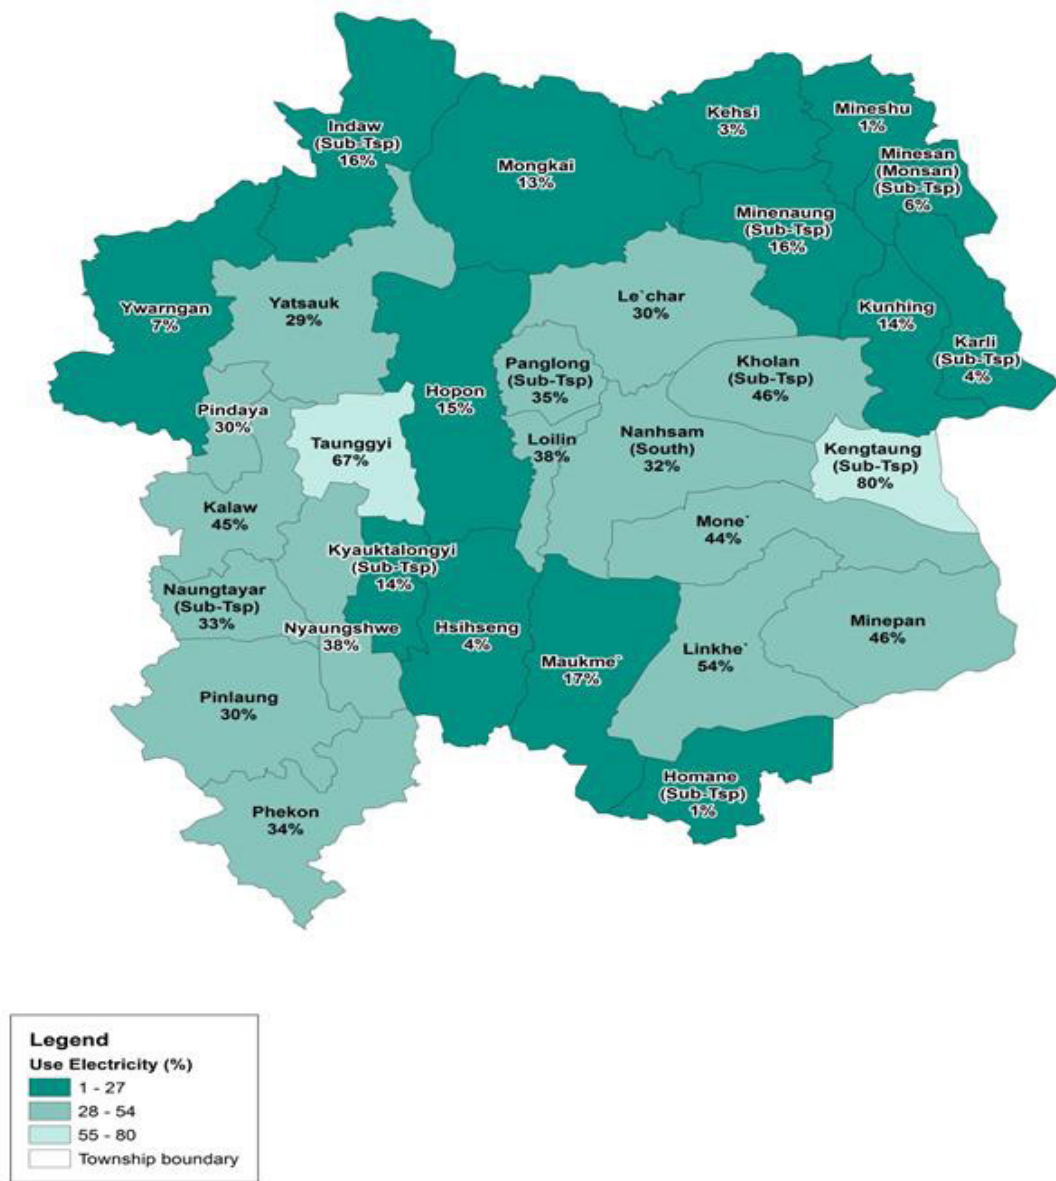 Indaw
(Sub-Tsp)
16%
Mongkai
13%
Kehsi
3%
Mineshu
1%
Minesan
(Monsan)
(Sub-Tsp)
6%
Minenaung
(Sub-Tsp)
16%
Ywarngan
7%
Yatsauk
29%
Le`char
30%
Kunhing
14%
Karli
(Sub-Tsp)
4%
Pindaya
30%
Hopon
15%
Panglong
(Sub-Tsp)
35%
Kholan
(Sub-Tsp)
46%
Taunggyi
67%
Loilin
38%
Nanhsam
(South)
32%
Kengtaung
(Sub-Tsp)
80%
Kalaw
45%
Mone`
44%
Kyauktalongyi
(Sub-Tsp)
14%
Naungtayar
(Sub-Tsp)
33%
Nyaungshwe
38%
Hsihseng
4%
Maukme`
17%
Linkhe`
54%
Minepan
46%
Pinlaung
30%
Homane
(Sub-Tsp)
1%
Phekon
34%
Legend
Use Electricity (%)
1 - 27
28 - 54
55 - 80
Township boundary